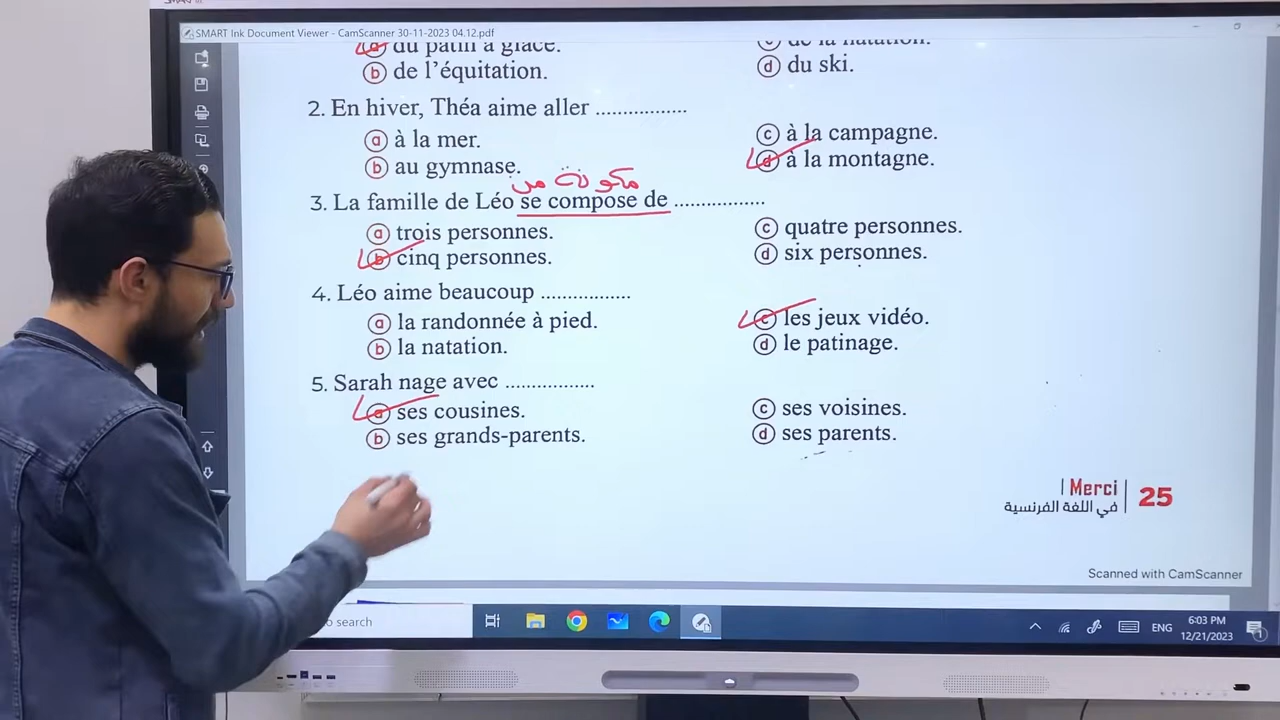 SMART Ink Document Viewer - CamScanner 30-11-2023 04.12.pdf
a du patin à glace.
c de la natation.
b de l’équitation.
d du ski.
2. En hiver, Théa aime aller ................
a à la mer.
c à la campagne.
b au gymnase.
d à la montagne.
مكونة من
3. La famille de Léo se compose de ................
a trois personnes.
c quatre personnes.
b cinq personnes.
d six personnes.
4. Léo aime beaucoup ................
a la randonnée à pied.
c les jeux vidéo.
b la natation.
d le patinage.
5. Sarah nage avec ................
a ses cousines.
c ses voisines.
b ses grands-parents.
d ses parents.
Merci
في اللغة الفرنسية
25
Scanned with CamScanner
search
ENG
6:03 PM
12/21/2023